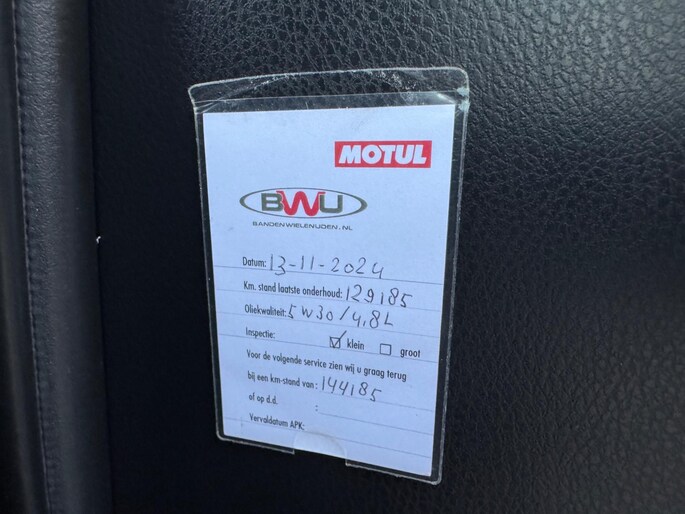 MOTUL
BWU
BANDENWIELENUDEN.NL
Datum: 13-11-2024
Km. stand laatste onderhoud: 129185
Oliekwaliteit: 5W30/4,8L
Inspectie: ☑ klein ☐ groot
Voor de volgende service zien wij u graag terug
bij een km-stand van: 144185
of op d.d. :
Vervaldatum APK: